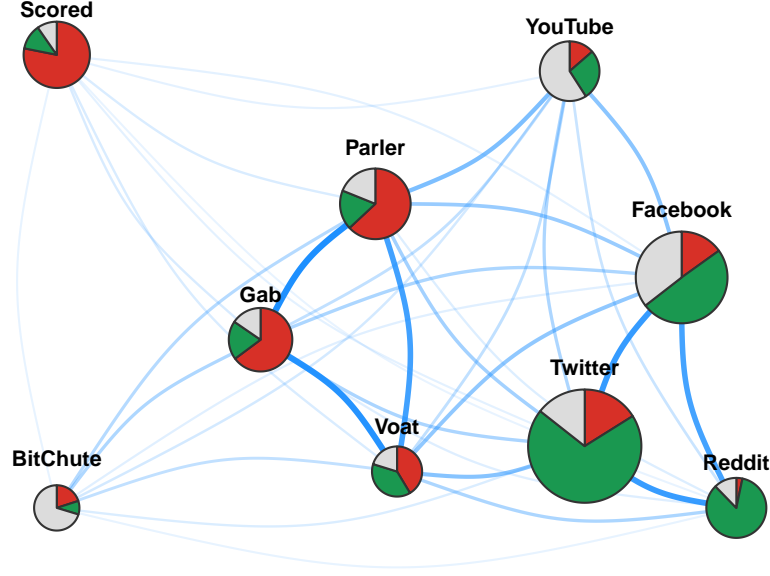 Scored
YouTube
Parler
Facebook
Gab
Twitter
Voat
BitChute
Reddit